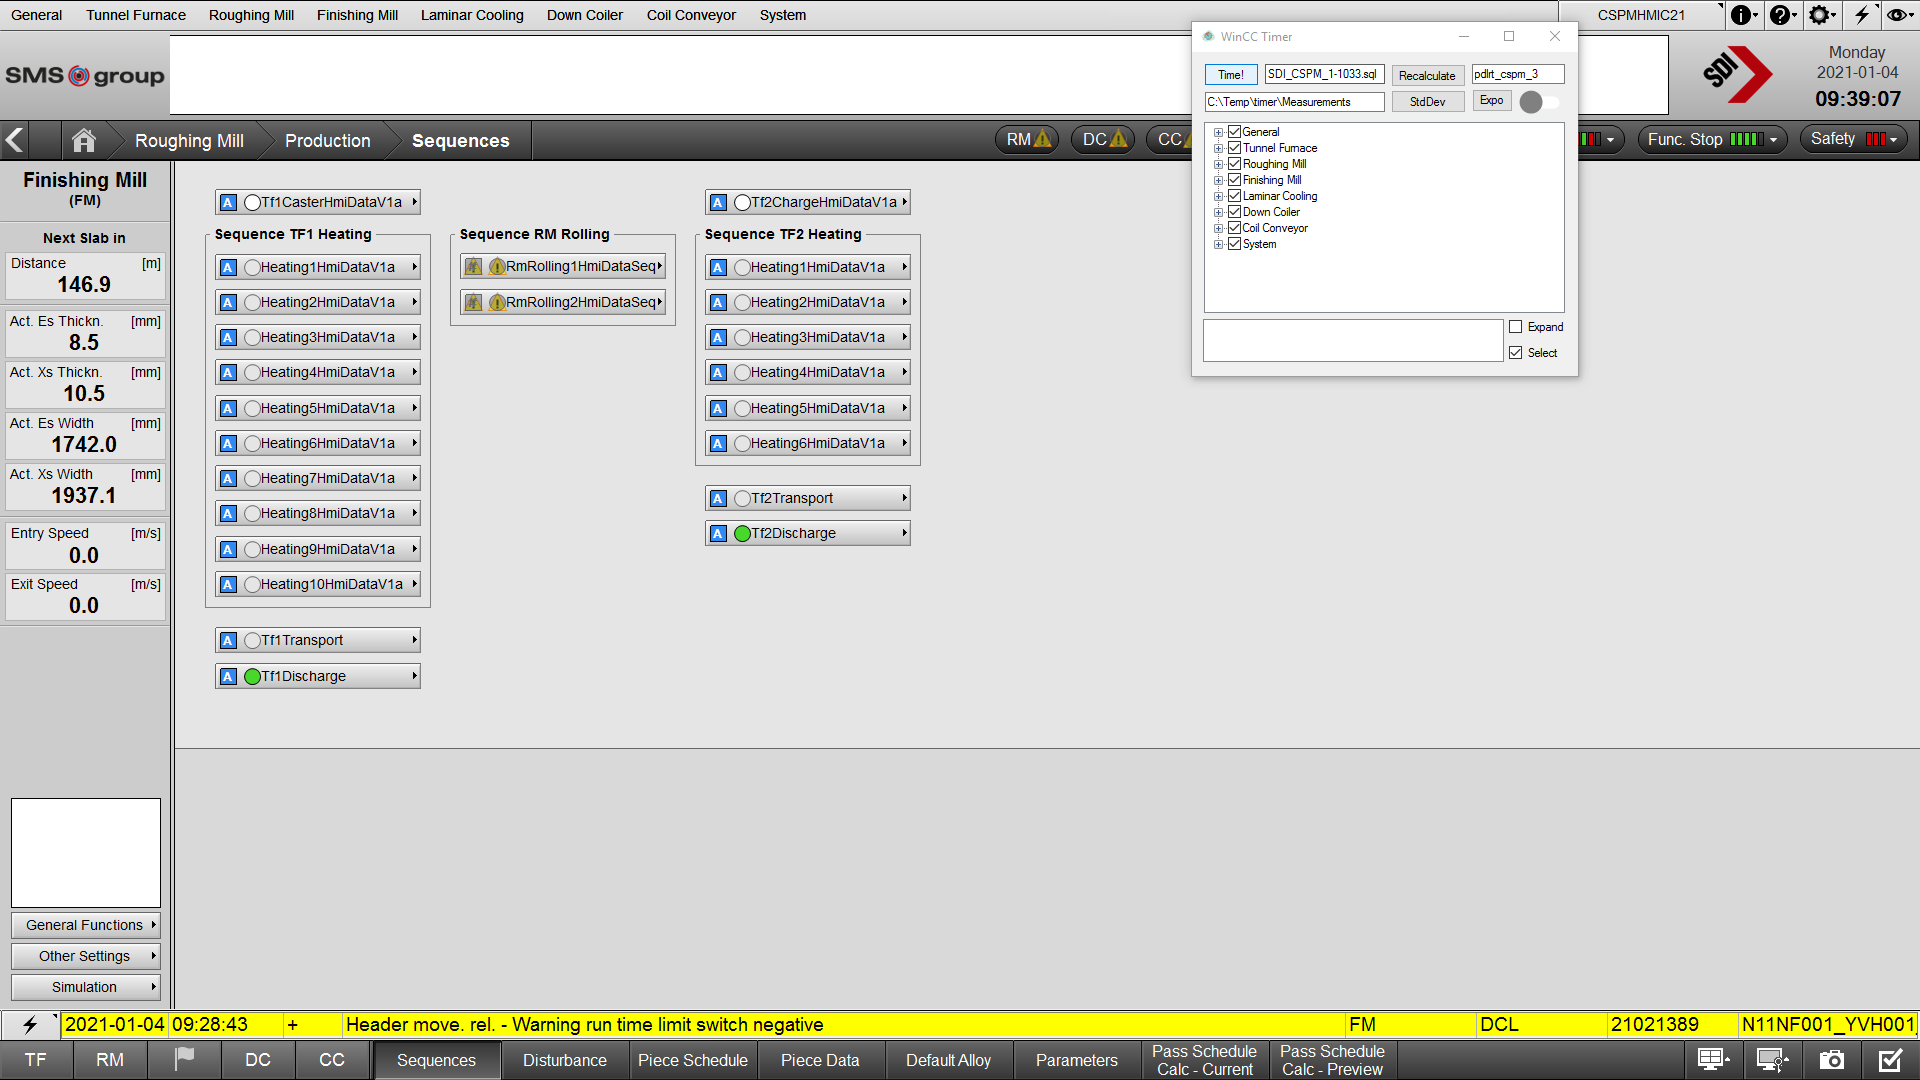 General Tunnel Furnace Roughing Mill Finishing Mill Laminar Cooling Down Coiler Coil Conveyor System CSPMHMIC21
SMS group
SDI
Monday
2021-01-04
09:39:07
WinCC Timer
Time! SDI_CSPM_1-1033.sql Recalculate pdlrt_cspm_3
C:\Temp\timer\Measurements StdDev Expo
General
Tunnel Furnace
Roughing Mill
Finishing Mill
Laminar Cooling
Down Coiler
Coil Conveyor
System
Expand
Select
Roughing Mill Production Sequences RM DC CC Func. Stop Safety
Finishing Mill
(FM)
Next Slab in
Distance [m]
146.9
Act. Es Thickn. [mm]
8.5
Act. Xs Thickn. [mm]
10.5
Act. Es Width [mm]
1742.0
Act. Xs Width [mm]
1937.1
Entry Speed [m/s]
0.0
Exit Speed [m/s]
0.0
General Functions
Other Settings
Simulation
A Tf1CasterHmiDataV1a
Sequence TF1 Heating
A Heating1HmiDataV1a
A Heating2HmiDataV1a
A Heating3HmiDataV1a
A Heating4HmiDataV1a
A Heating5HmiDataV1a
A Heating6HmiDataV1a
A Heating7HmiDataV1a
A Heating8HmiDataV1a
A Heating9HmiDataV1a
A Heating10HmiDataV1a
A Tf1Transport
A Tf1Discharge
Sequence RM Rolling
RmRolling1HmiDataSeq
RmRolling2HmiDataSeq
A Tf2ChargeHmiDataV1a
Sequence TF2 Heating
A Heating1HmiDataV1a
A Heating2HmiDataV1a
A Heating3HmiDataV1a
A Heating4HmiDataV1a
A Heating5HmiDataV1a
A Heating6HmiDataV1a
A Tf2Transport
A Tf2Discharge
2021-01-04 09:28:43 + Header move. rel. - Warning run time limit switch negative FM DCL 21021389 N11NF001_YVH001
TF RM DC CC Sequences Disturbance Piece Schedule Piece Data Default Alloy Parameters
Pass Schedule
Calc - Current
Pass Schedule
Calc - Preview